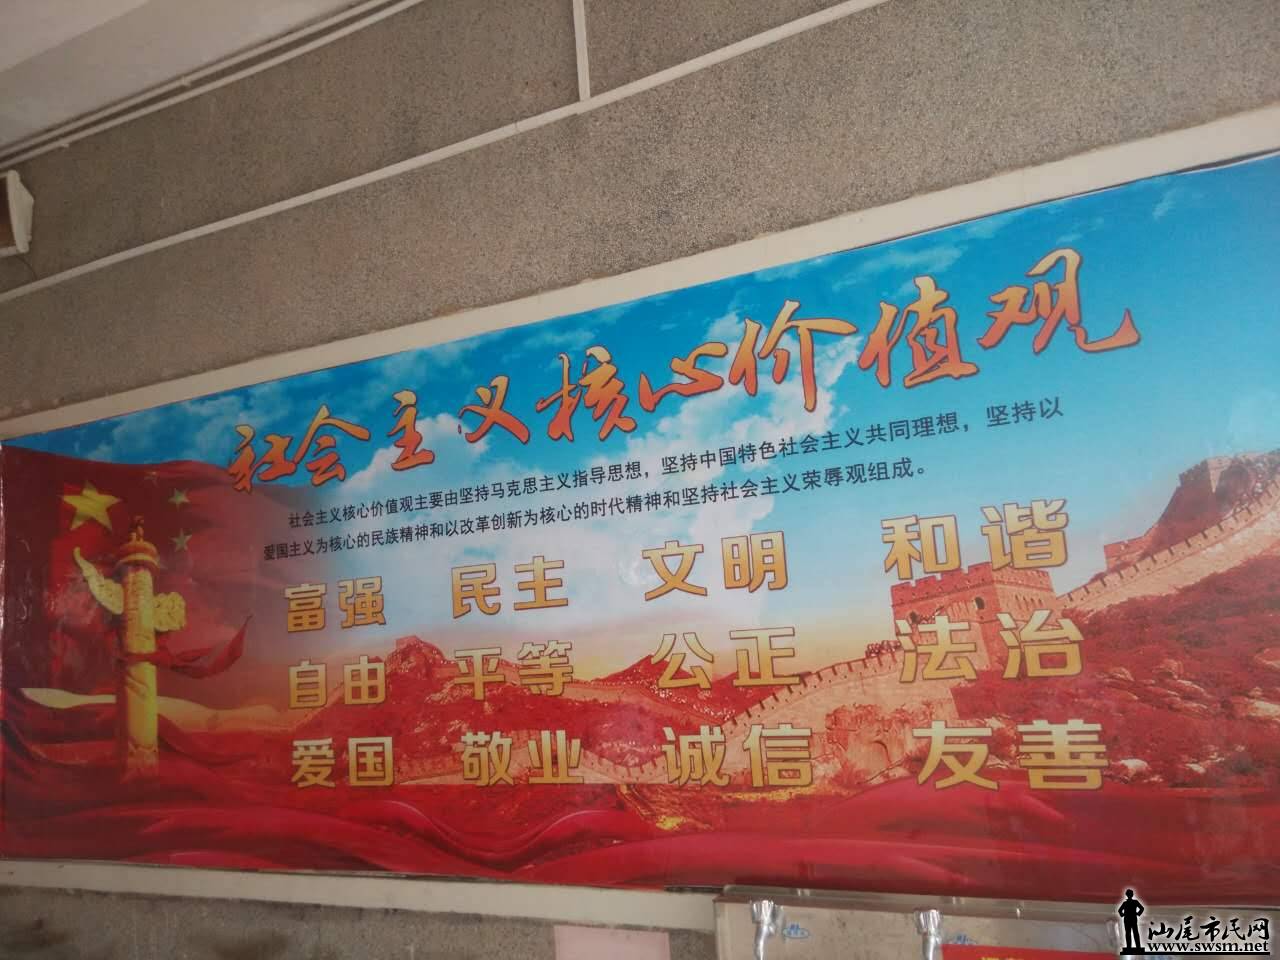 社会主义核心价值观
社会主义核心价值观主要由坚持马克思主义指导思想，坚持中国特色社会主义共同理想，坚持以
爱国主义为核心的民族精神和以改革创新为核心的时代精神和坚持社会主义荣辱观组成。
富强 民主 文明 和谐
自由 平等 公正 法治
爱国 敬业 诚信 友善
汕尾市民网
www.swsm.net